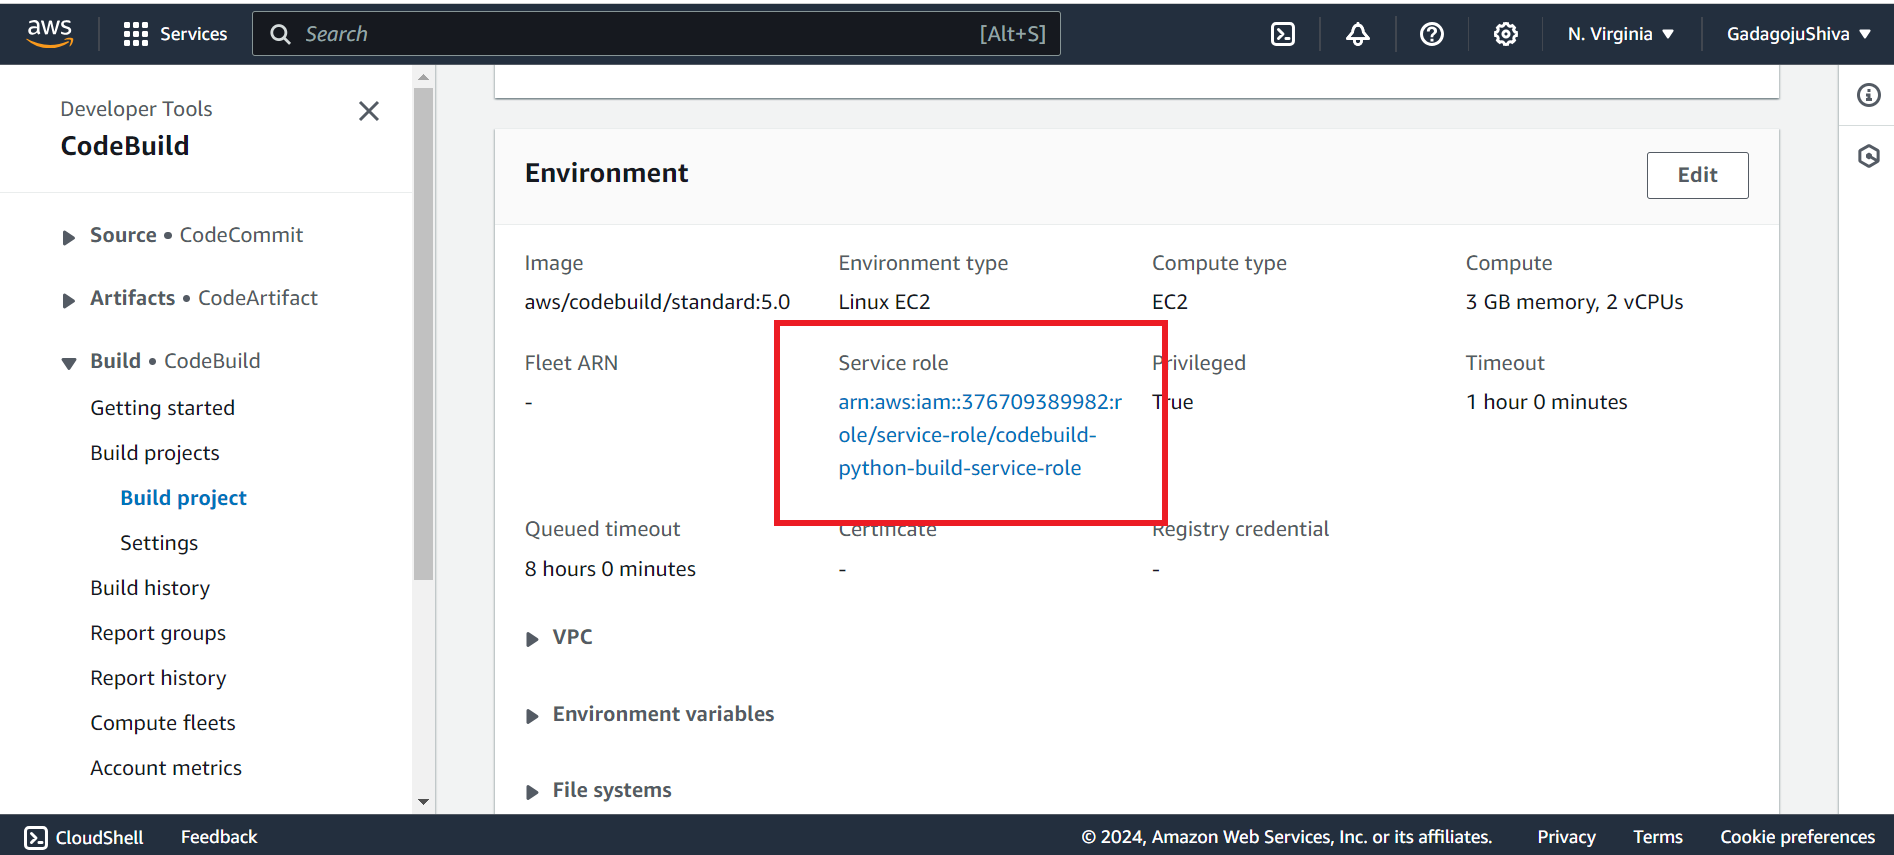 aws
Services
Search
[Alt+S]
N. Virginia
GadagojuShiva
Developer Tools
CodeBuild
Source • CodeCommit
Artifacts • CodeArtifact
Build • CodeBuild
Getting started
Build projects
Build project
Settings
Build history
Report groups
Report history
Compute fleets
Account metrics
Environment
Edit
Image
aws/codebuild/standard:5.0
Environment type
Linux EC2
Compute type
EC2
Compute
3 GB memory, 2 vCPUs
Fleet ARN
-
Service role
arn:aws:iam::376709389982:r
ole/service-role/codebuild-
python-build-service-role
Privileged
True
Timeout
1 hour 0 minutes
Queued timeout
8 hours 0 minutes
Certificate
-
Registry credential
-
VPC
Environment variables
File systems
CloudShell
Feedback
© 2024, Amazon Web Services, Inc. or its affiliates.
Privacy
Terms
Cookie preferences